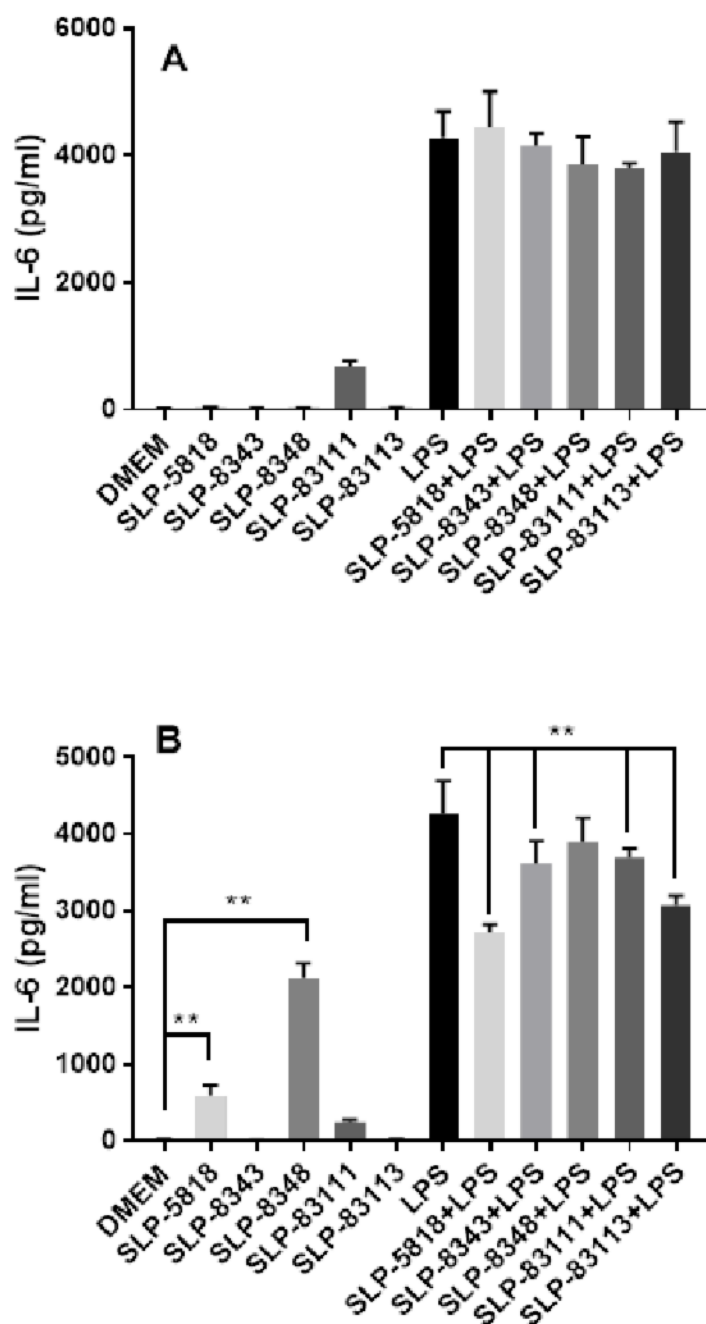 A
IL-6 (pg/ml)
6000
4000
2000
0
DMEM
SLP-5818
SLP-8343
SLP-8348
SLP-83111
SLP-83113
LPS
SLP-5818+LPS
SLP-8343+LPS
SLP-8348+LPS
SLP-83111+LPS
SLP-83113+LPS
B
IL-6 (pg/ml)
5000
4000
3000
2000
1000
0
**
**
**
DMEM
SLP-5818
SLP-8343
SLP-8348
SLP-83111
SLP-83113
LPS
SLP-5818+LPS
SLP-8343+LPS
SLP-8348+LPS
SLP-83111+LPS
SLP-83113+LPS